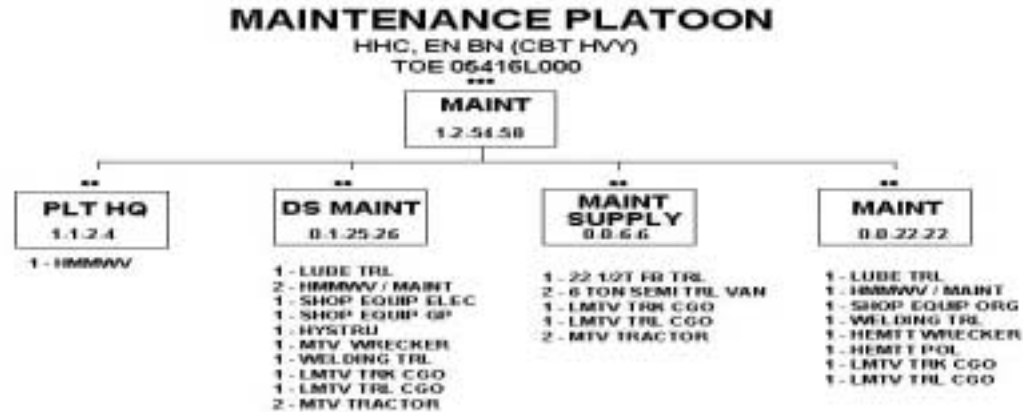 MAINTENANCE PLATOON
HHC, EN BN (CBT HVY)
TOE 05416L000
MAINT
1-2-54-58
PLT HQ
1-1-2-4
1 - HMMWV
DS MAINT
0-1-25-26
1 - LUBE TRL
2 - HMMWV / MAINT
1 - SHOP EQUIP ELEC
1 - SHOP EQUIP GP
1 - HYSTRU
1 - MTV WRECKER
1 - WELDING TRL
1 - LMTV TRK CGO
1 - LMTV TRL CGO
2 - MTV TRACTOR
MAINT
SUPPLY
0-0-6-6
1 - 22 1/2T FB TRL
2 - 6 TON SEMI TRL VAN
1 - LMTV TRK CGO
1 - LMTV TRL CGO
2 - MTV TRACTOR
MAINT
0-0-22-22
1 - LUBE TRL
1 - HMMWV / MAINT
1 - SHOP EQUIP ORG
1 - WELDING TRL
1 - HEMTT WRECKER
1 - HEMTT POL
1 - LMTV TRK CGO
1 - LMTV TRL CGO